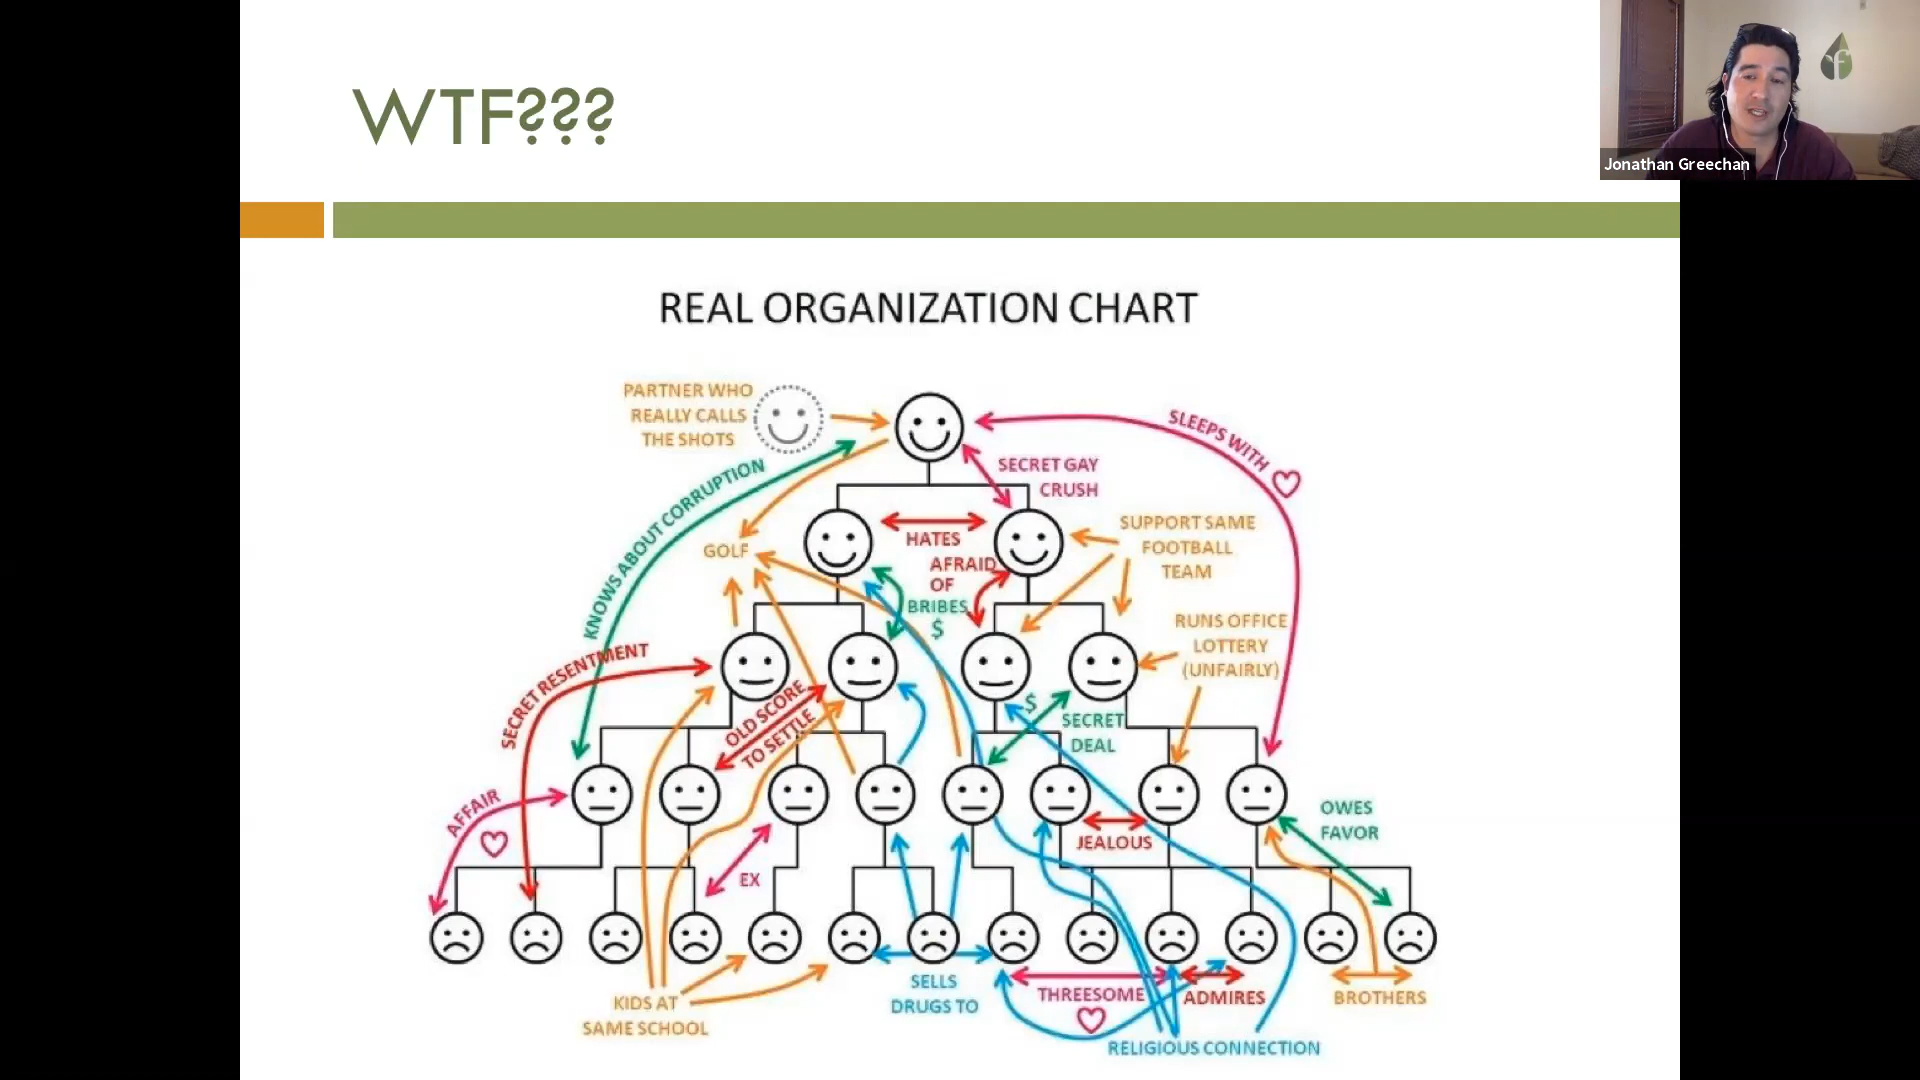 WTF???
Jonathan Greechan
REAL ORGANIZATION CHART
PARTNER WHO
REALLY CALLS
THE SHOTS
SLEEPS WITH
KNOWS ABOUT CORRUPTION
SECRET GAY
CRUSH
GOLF
HATES
AFRAID
OF
SUPPORT SAME
FOOTBALL
TEAM
BRIBES
$
RUNS OFFICE
LOTTERY
(UNFAIRLY)
SECRET RESENTMENT
OLD SCORE
TO SETTLE
$
SECRET
DEAL
AFFAIR
OWES
FAVOR
JEALOUS
EX
KIDS AT
SAME SCHOOL
SELLS
DRUGS TO
THREESOME
ADMIRES
BROTHERS
RELIGIOUS CONNECTION
f